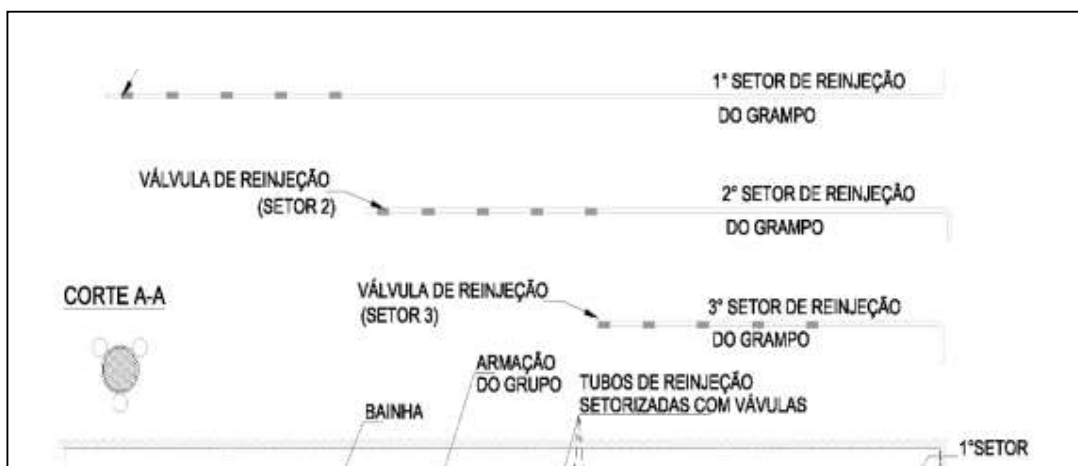 1° SETOR DE REINJEÇÃO
DO GRAMPO
VÁLVULA DE REINJEÇÃO
(SETOR 2)
2° SETOR DE REINJEÇÃO
DO GRAMPO
CORTE A-A
VÁLVULA DE REINJEÇÃO
(SETOR 3)
3° SETOR DE REINJEÇÃO
DO GRAMPO
ARMAÇÃO
DO GRUPO
TUBOS DE REINJEÇÃO
SETORIZADAS COM VÁVULAS
BAINHA
1°SETOR